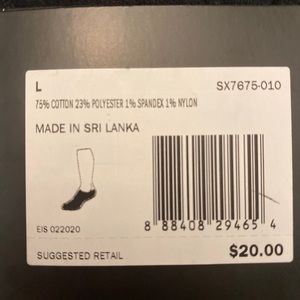 L SX7675-010
75% COTTON 23% POLYESTER 1% SPANDEX 1% NYLON
MADE IN SRI LANKA
EIS 022020
8 88408 29465 4
SUGGESTED RETAIL $20.00